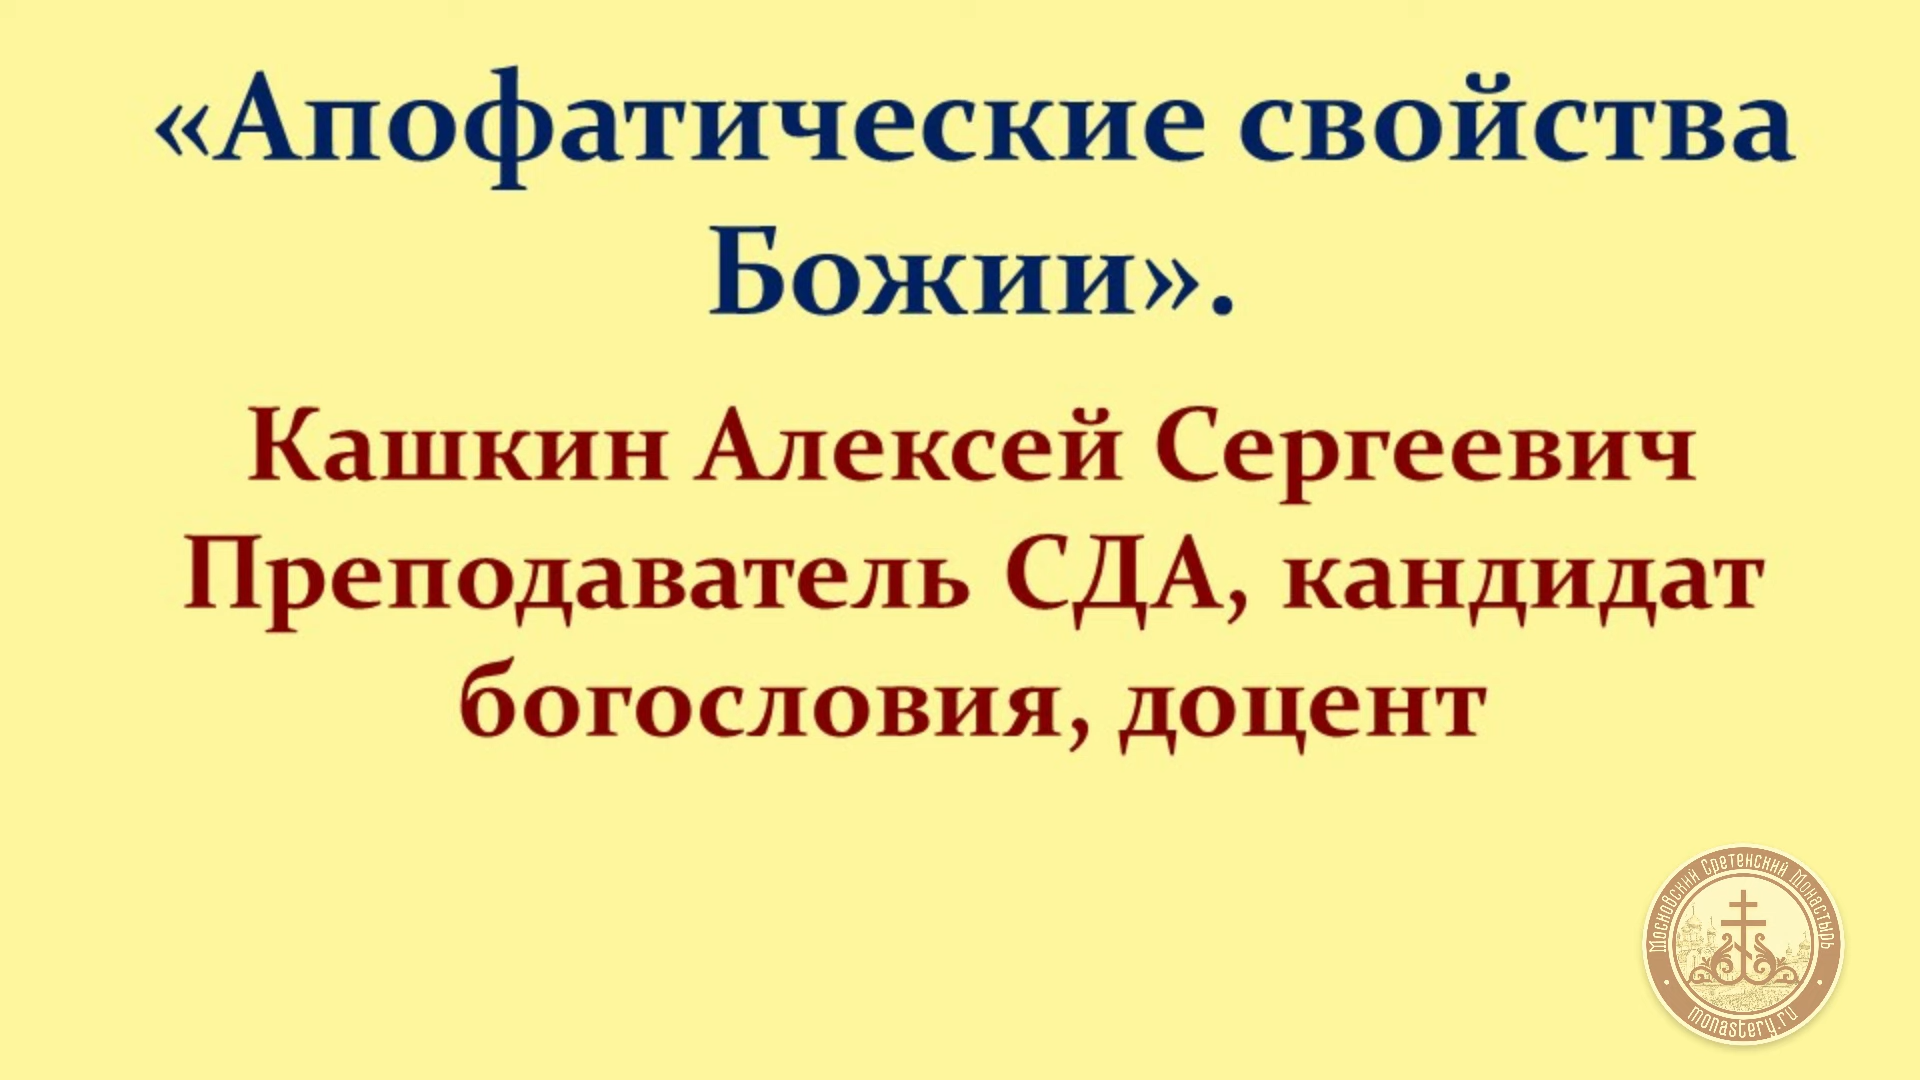 «Апофатические свойства
Божии».
Кашкин Алексей Сергеевич
Преподаватель СДА, кандидат
богословия, доцент
Московский Сретенский Монастырь
monastery.ru